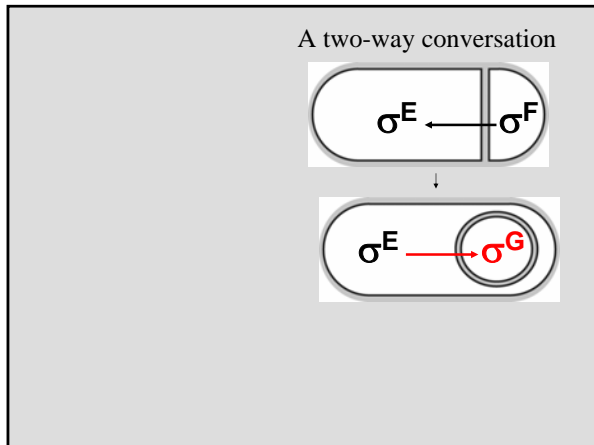 A two-way conversation
σE σF
σE σG